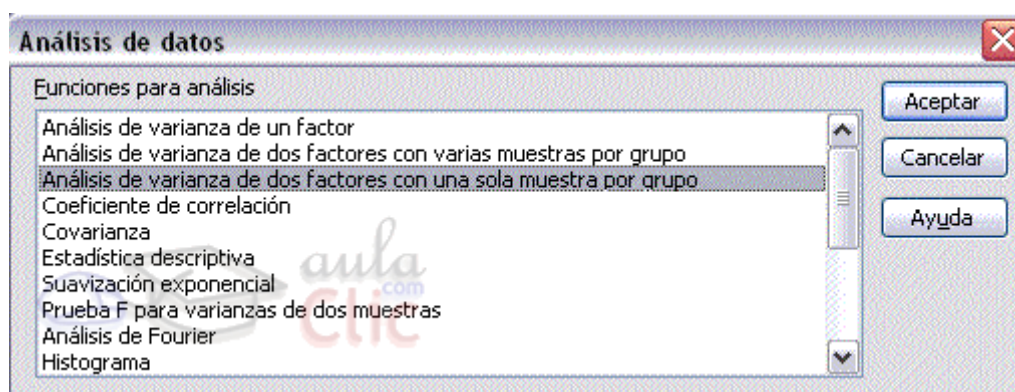 Análisis de datos
Funciones para análisis
Análisis de varianza de un factor
Análisis de varianza de dos factores con varias muestras por grupo
Análisis de varianza de dos factores con una sola muestra por grupo
Coeficiente de correlación
Covarianza
Estadística descriptiva
Suavización exponencial
Prueba F para varianzas de dos muestras
Análisis de Fourier
Histograma
Aceptar
Cancelar
Ayuda
aula
.com
Clic